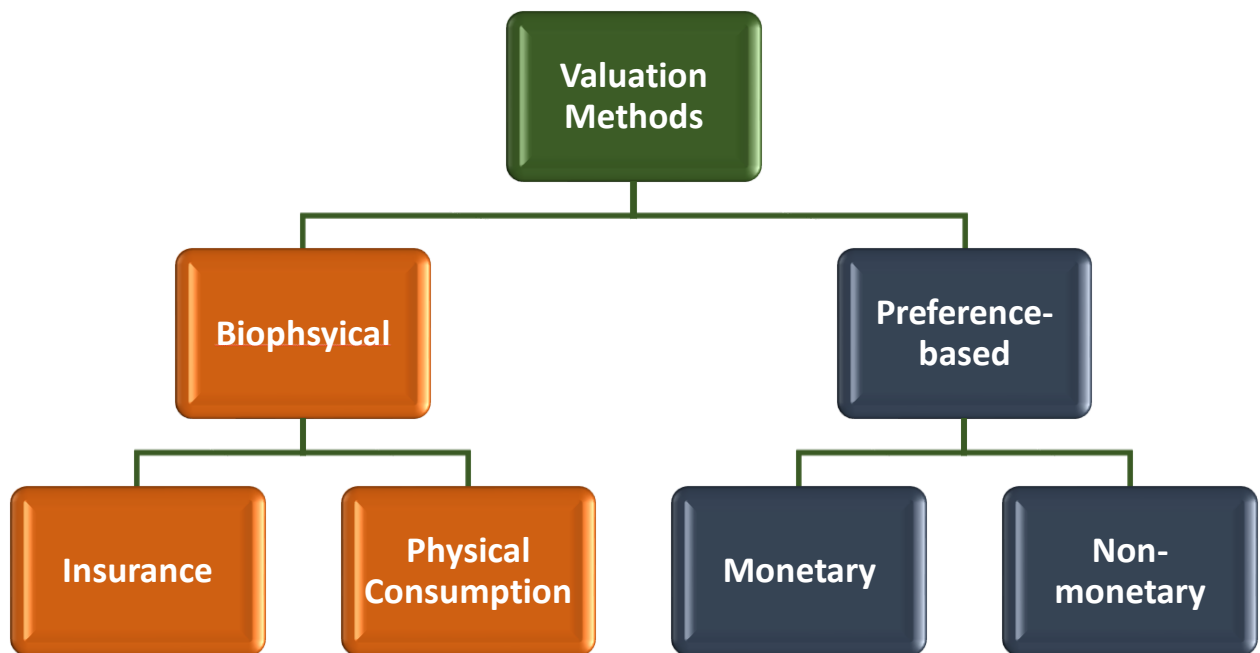 Valuation
Methods
Biophsyical
Preference-
based
Insurance
Physical
Consumption
Monetary
Non-
monetary